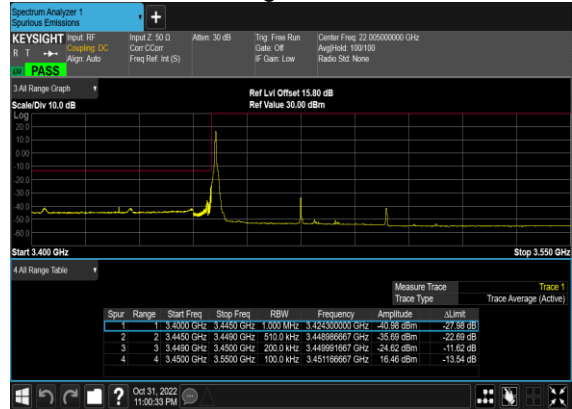 Spectrum Analyzer 1
Spurious Emissions
KEYSIGHT Input: RF Input Z: 50 Ω Atten: 30 dB Trig: Free Run Center Freq: 22.005000000 GHz
R T Coupling: DC Corr CCorr Gate: Off Avg|Hold: 100/100
Align: Auto Freq Ref: Int (S) IF Gain: Low Radio Std: None
PASS
3 All Range Graph
Ref Lvl Offset 15.80 dB
Scale/Div 10.0 dB Ref Value 30.00 dBm
Log
20.0
10.0
0.00
-10.0
-20.0
-30.0
-40.0
-50.0
-60.0
Start 3.400 GHz Stop 3.550 GHz
4 All Range Table
Measure Trace Trace 1
Trace Type Trace Average (Active)
Spur Range Start Freq Stop Freq RBW Frequency Amplitude ΔLimit
1 1 3.4000 GHz 3.4450 GHz 1.000 MHz 3.424300000 GHz -40.98 dBm -27.98 dB
2 2 3.4450 GHz 3.4490 GHz 510.0 kHz 3.448986667 GHz -35.69 dBm -22.69 dB
3 3 3.4490 GHz 3.4500 GHz 200.0 kHz 3.449991667 GHz -24.62 dBm -11.62 dB
4 4 3.4500 GHz 3.5500 GHz 100.0 kHz 3.451166667 GHz 16.46 dBm -13.54 dB
? Oct 31, 2022
11:00:33 PM